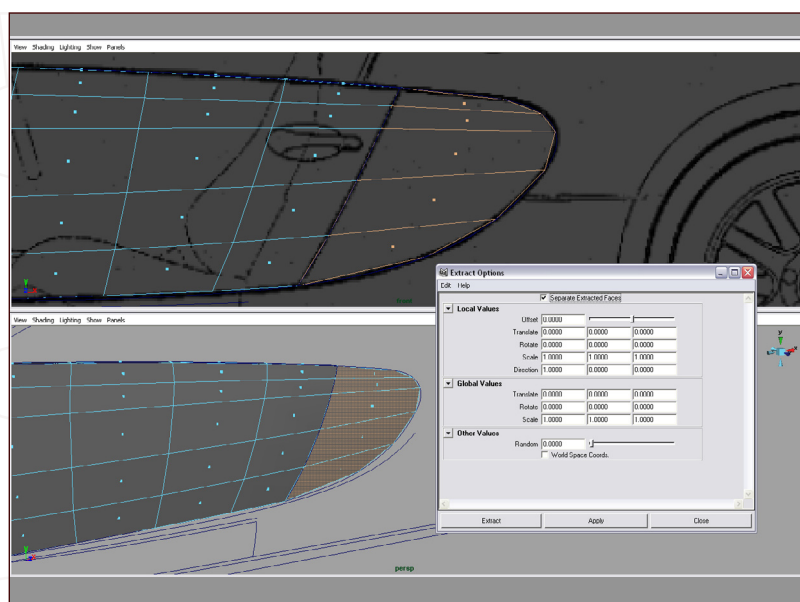 View Shading Lighting Show Panels
Extract Options
Edit Help
Separate Extracted Faces
Local Values
Offset 0.0000
Translate 0.0000 0.0000 0.0000
Rotate 0.0000 0.0000 0.0000
Scale 1.0000 1.0000 1.0000
Direction 1.0000 0.0000 0.0000
Global Values
Translate 0.0000 0.0000 0.0000
Rotate 0.0000 0.0000 0.0000
Scale 1.0000 1.0000 1.0000
Other Values
Random 0.0000
World Space Coords.
Extract Apply Close
View Shading Lighting Show Panels
y
x
y
persp